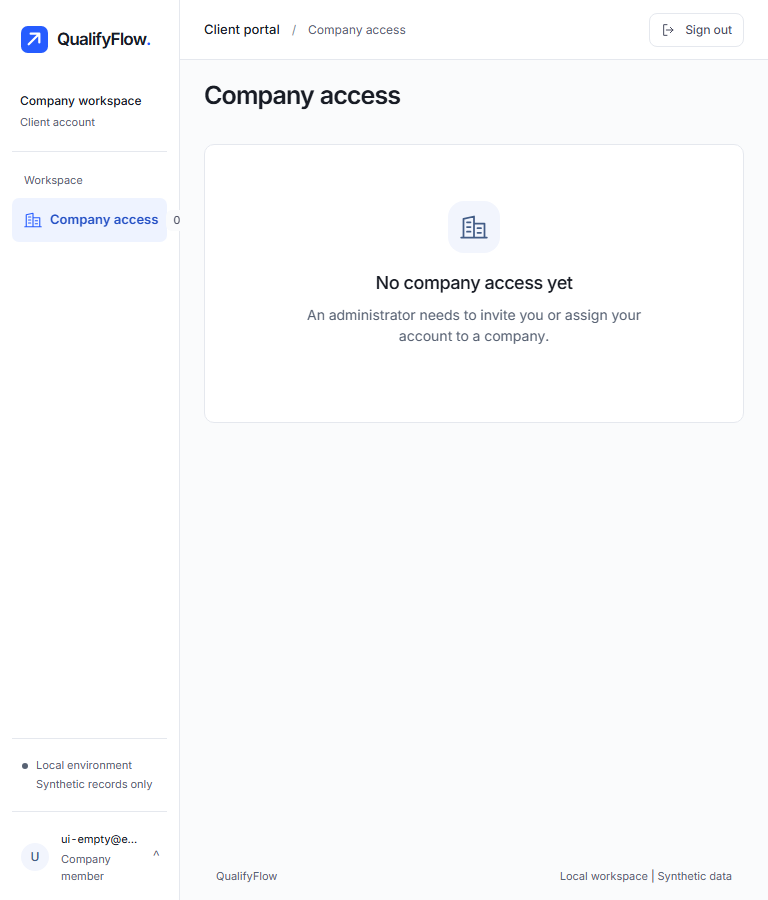 QualifyFlow.
Client portal / Company access
Sign out
Company workspace
Client account
Workspace
Company access 0
Company access
No company access yet
An administrator needs to invite you or assign your
account to a company.
Local environment
Synthetic records only
U
ui-empty@e...
Company
member
^
QualifyFlow
Local workspace | Synthetic data